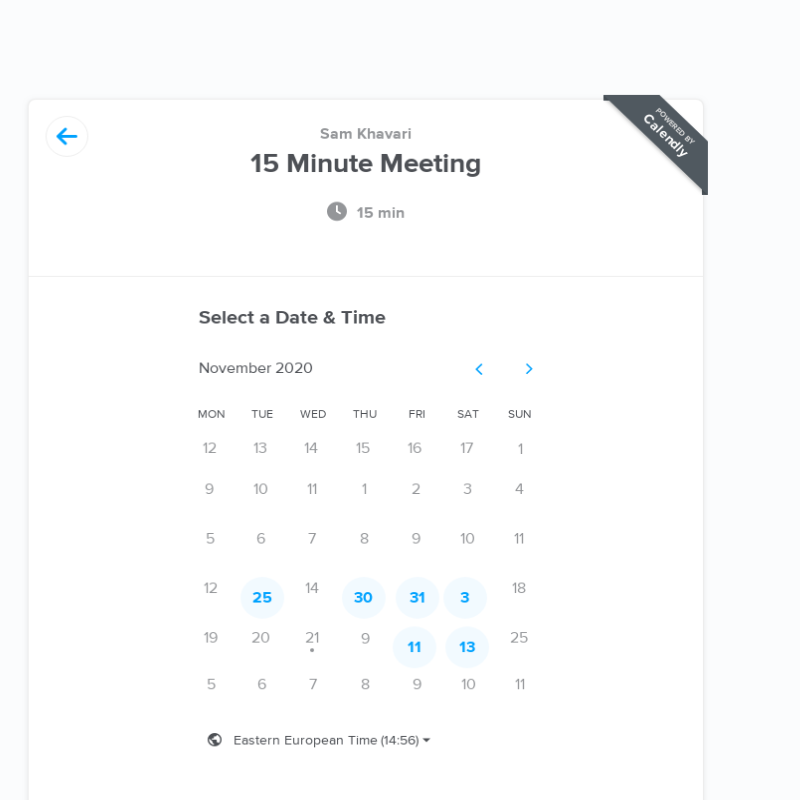 POWERED BY
Calendly
Sam Khavari
15 Minute Meeting
15 min
Select a Date & Time
November 2020
MON TUE WED THU FRI SAT SUN
12 13 14 15 16 17 1
9 10 11 1 2 3 4
5 6 7 8 9 10 11
12 25 14 30 31 3 18
19 20 21 9 11 13 25
5 6 7 8 9 10 11
Eastern European Time (14:56)